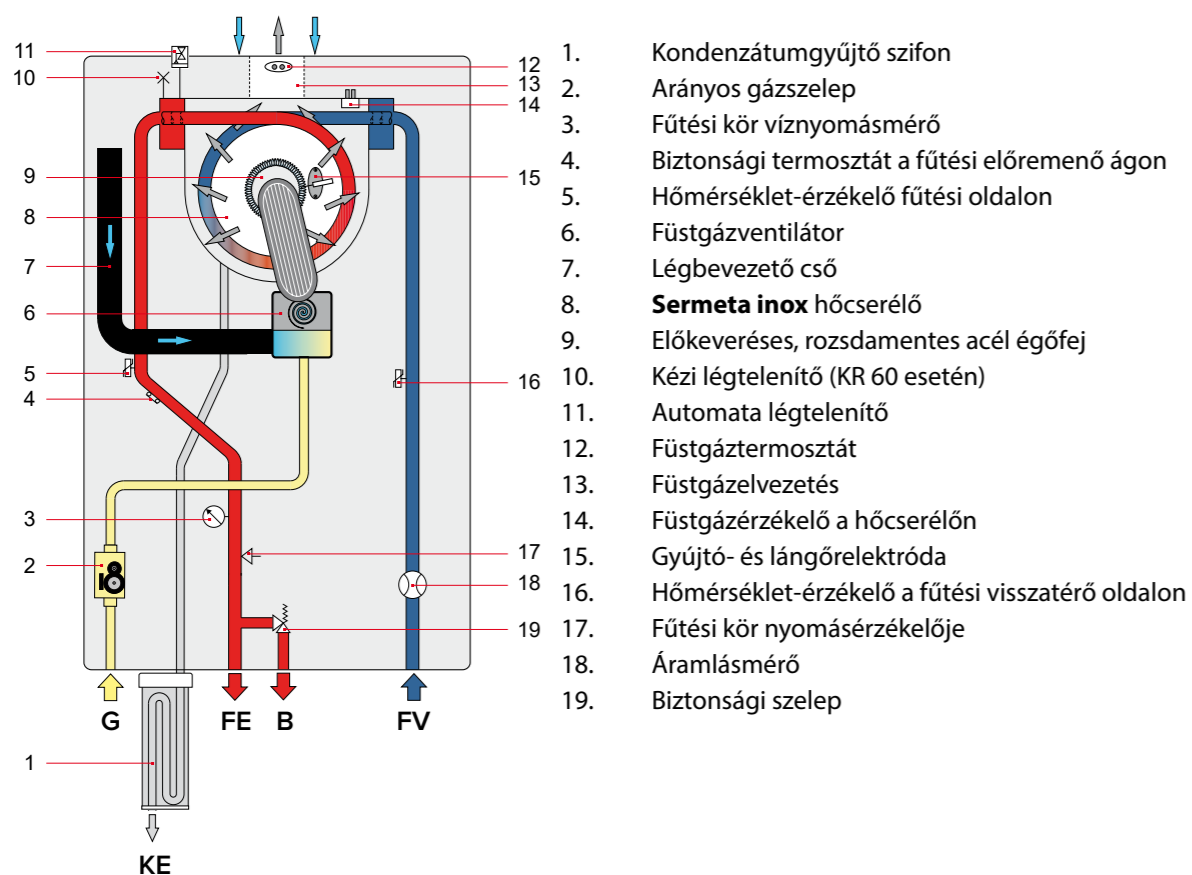 11
10
9
8
7
6
5
4
3
2
1
12
13
14
15
16
17
18
19
G
FE
B
FV
KE
1. Kondenzátumgyűjtő szifon
2. Arányos gázszelep
3. Fűtési kör víznyomásmérő
4. Biztonsági termosztát a fűtési előremenő ágon
5. Hőmérséklet-érzékelő fűtési oldalon
6. Füstgázventilátor
7. Légbevezető cső
8. Sermeta inox hőcserélő
9. Előkeveréses, rozsdamentes acél égőfej
10. Kézi légtelenítő (KR 60 esetén)
11. Automata légtelenítő
12. Füstgáztermosztát
13. Füstgázelvezetés
14. Füstgázérzékelő a hőcserélőn
15. Gyújtó- és lángőrelektróda
16. Hőmérséklet-érzékelő a fűtési visszatérő oldalon
17. Fűtési kör nyomásérzékelője
18. Áramlásmérő
19. Biztonsági szelep